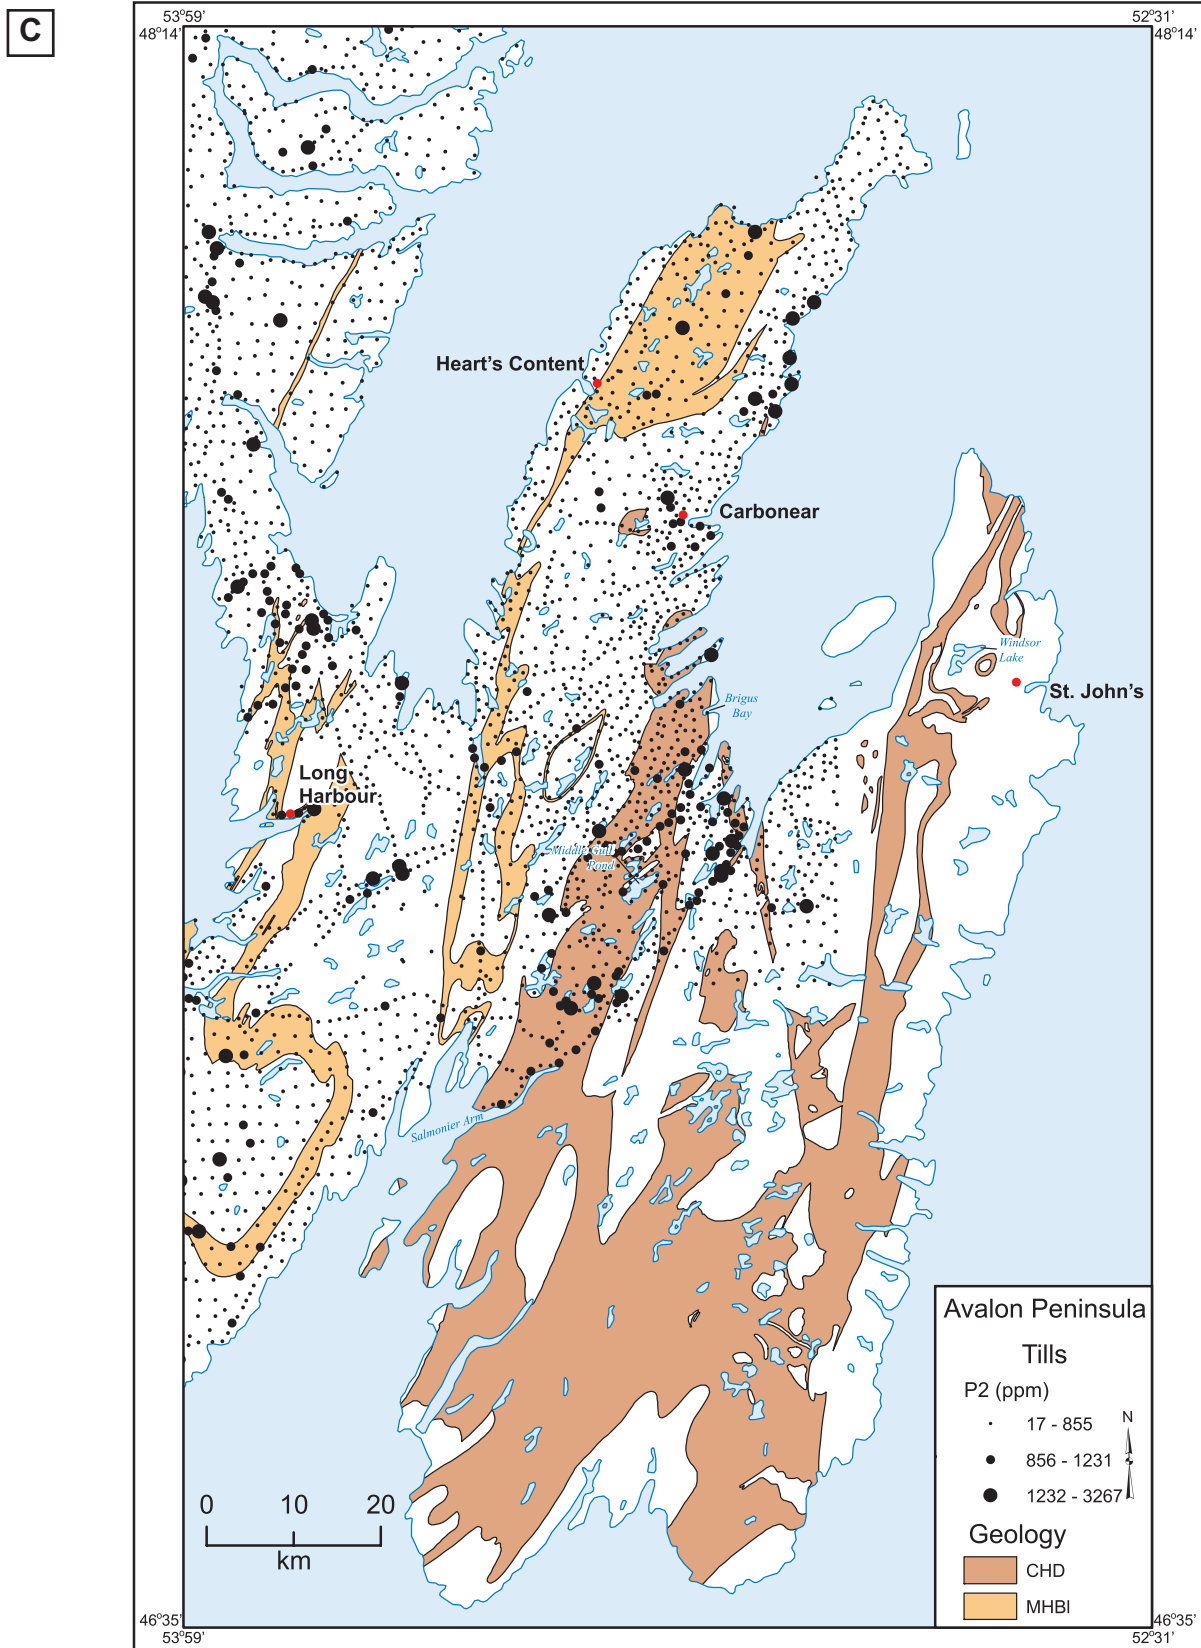 C
53°59’
52°31’
48°14’
48°14’
Heart’s Content
Carbonear
Windsor
Lake
St. John’s
Brigus
Bay
Long
Harbour
Middle Gull
Pond
Salmonier Arm
Avalon Peninsula
Tills
P2 (ppm)
N
17 - 855
856 - 1231
1232 - 3267
Geology
CHD
MHBI
0 10 20
km
46°35’
46°35’
53°59’
52°31’